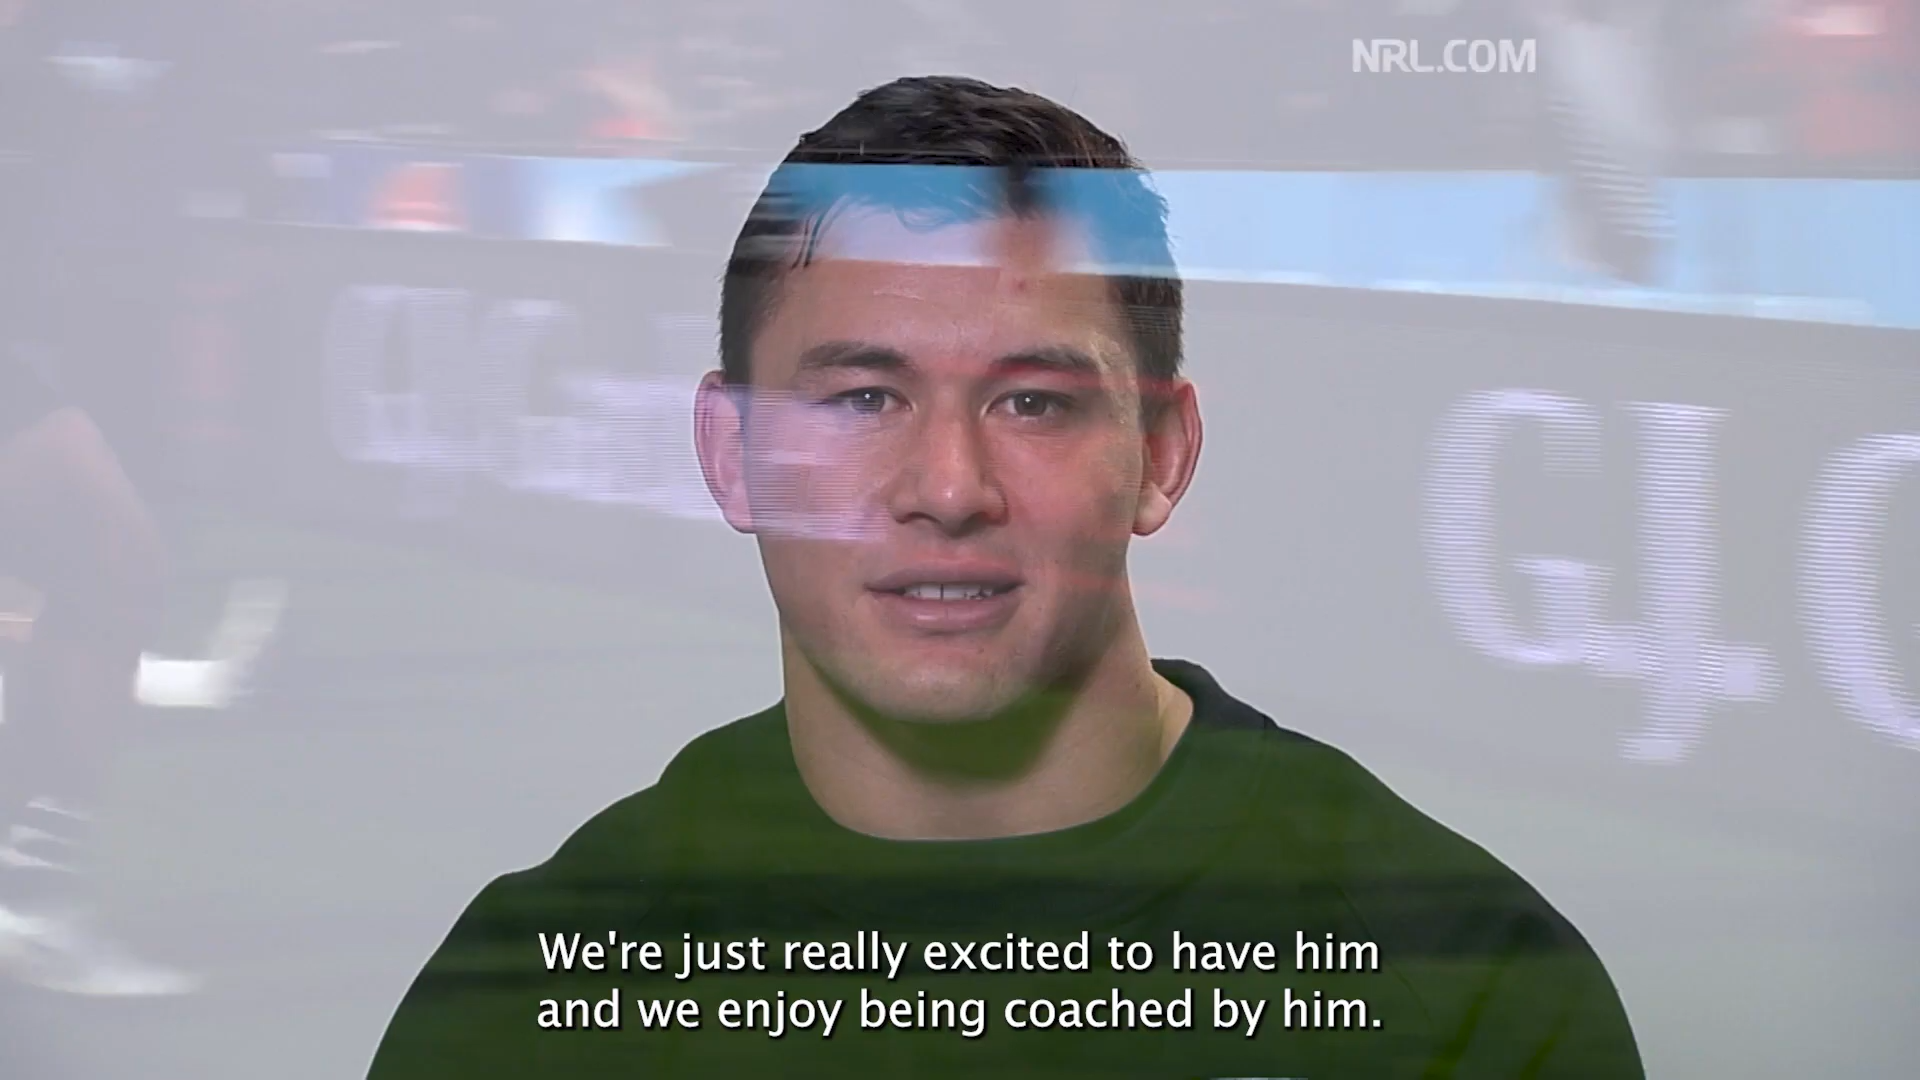 NRL.COM
We're just really excited to have him
and we enjoy being coached by him.